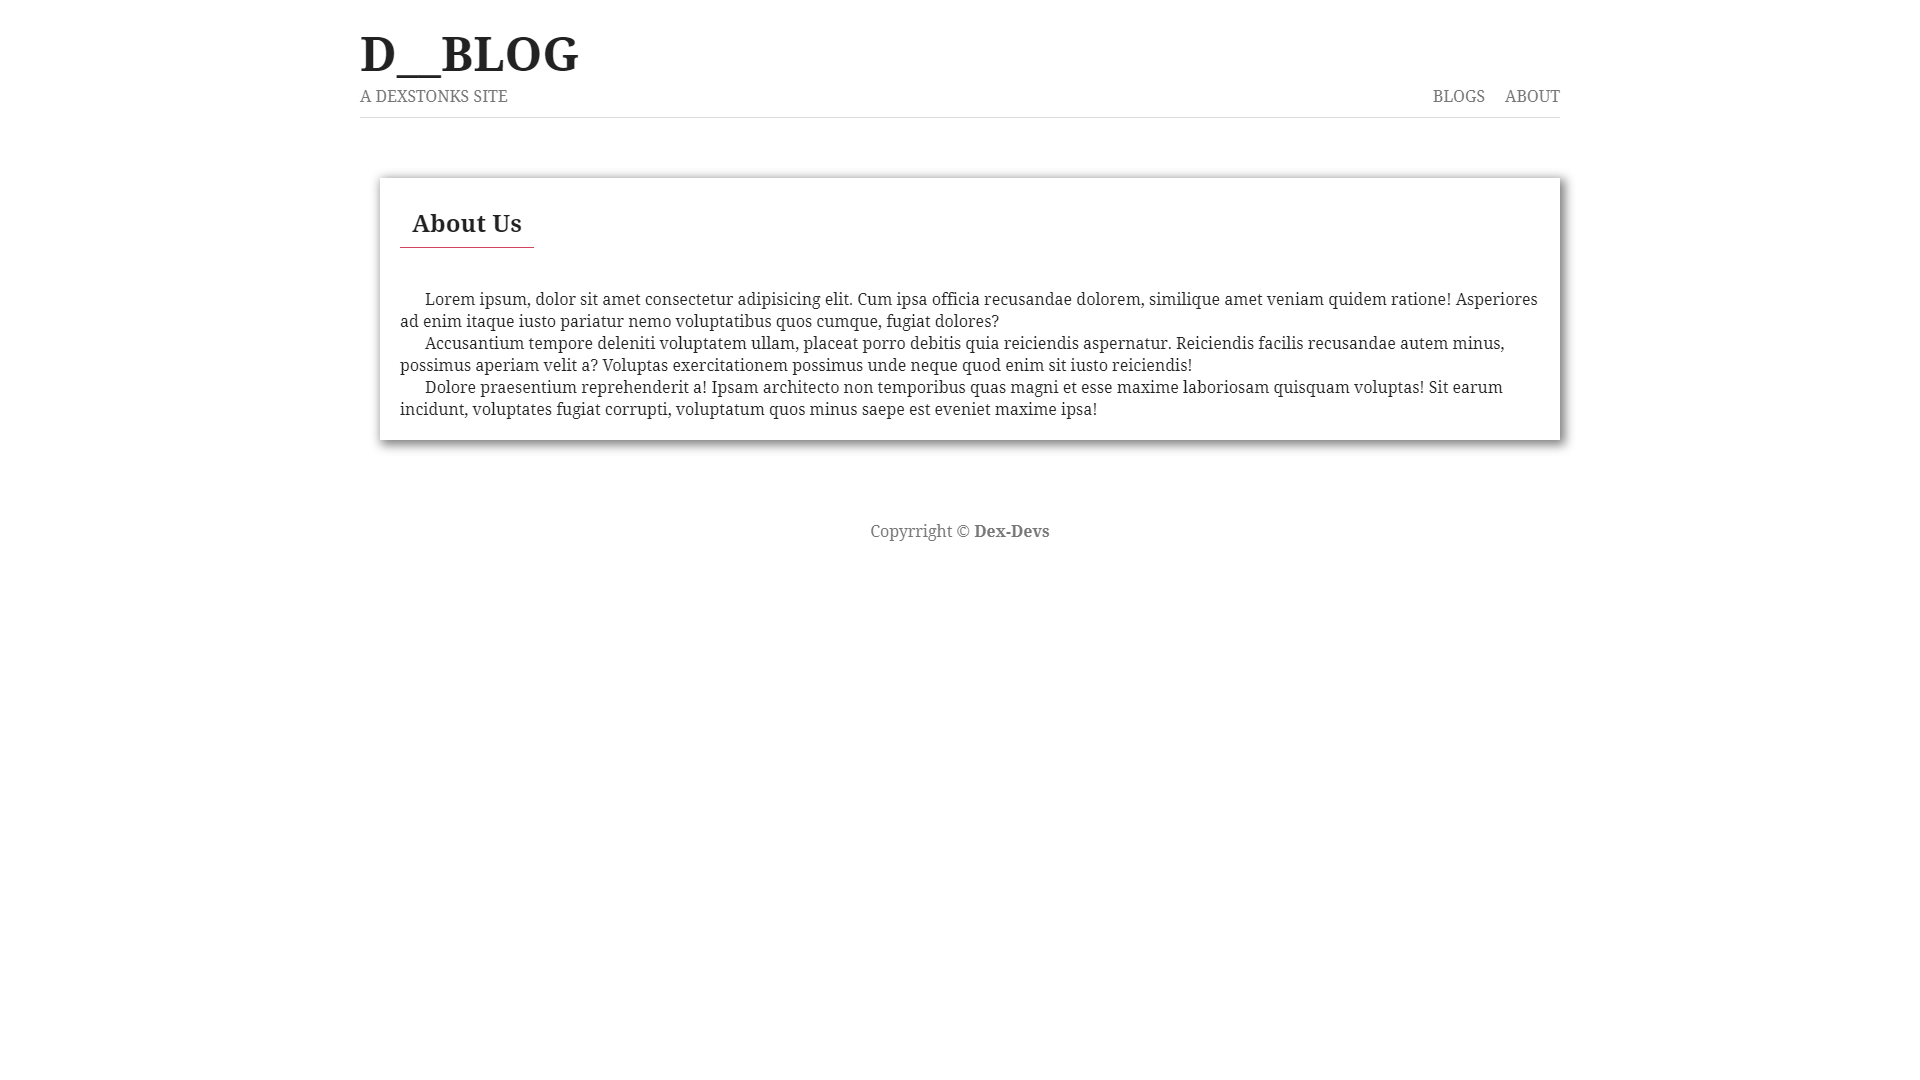 D__BLOG
A DEXSTONKS SITE
BLOGS ABOUT
About Us
Lorem ipsum, dolor sit amet consectetur adipisicing elit. Cum ipsa officia recusandae dolorem, similique amet veniam quidem ratione! Asperiores
ad enim itaque iusto pariatur nemo voluptatibus quos cumque, fugiat dolores?
Accusantium tempore deleniti voluptatem ullam, placeat porro debitis quia reiciendis aspernatur. Reiciendis facilis recusandae autem minus,
possimus aperiam velit a? Voluptas exercitationem possimus unde neque quod enim sit iusto reiciendis!
Dolore praesentium reprehenderit a! Ipsam architecto non temporibus quas magni et esse maxime laboriosam quisquam voluptas! Sit earum
incidunt, voluptates fugiat corrupti, voluptatum quos minus saepe est eveniet maxime ipsa!
Copyrright © Dex-Devs